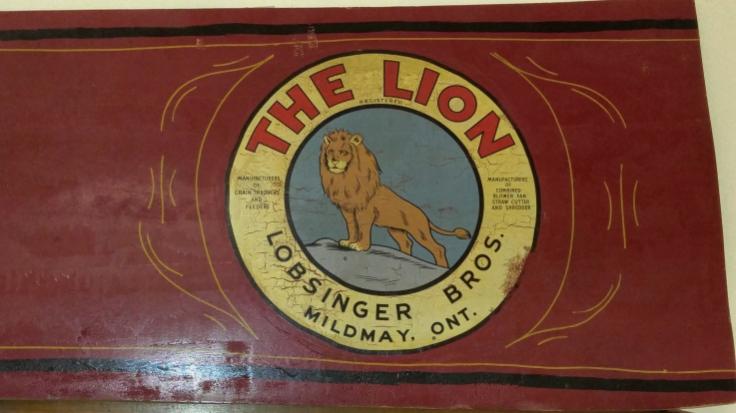 THE LION
REGISTERED
MANUFACTURERS
OF
GRAIN THRESHERS
AND
FEEDERS
MANUFACTURERS
OF
COMBINED
BLOWER FAN
STRAW CUTTER
AND SHREDDER
LOBSINGER BROS.
MILDMAY, ONT.